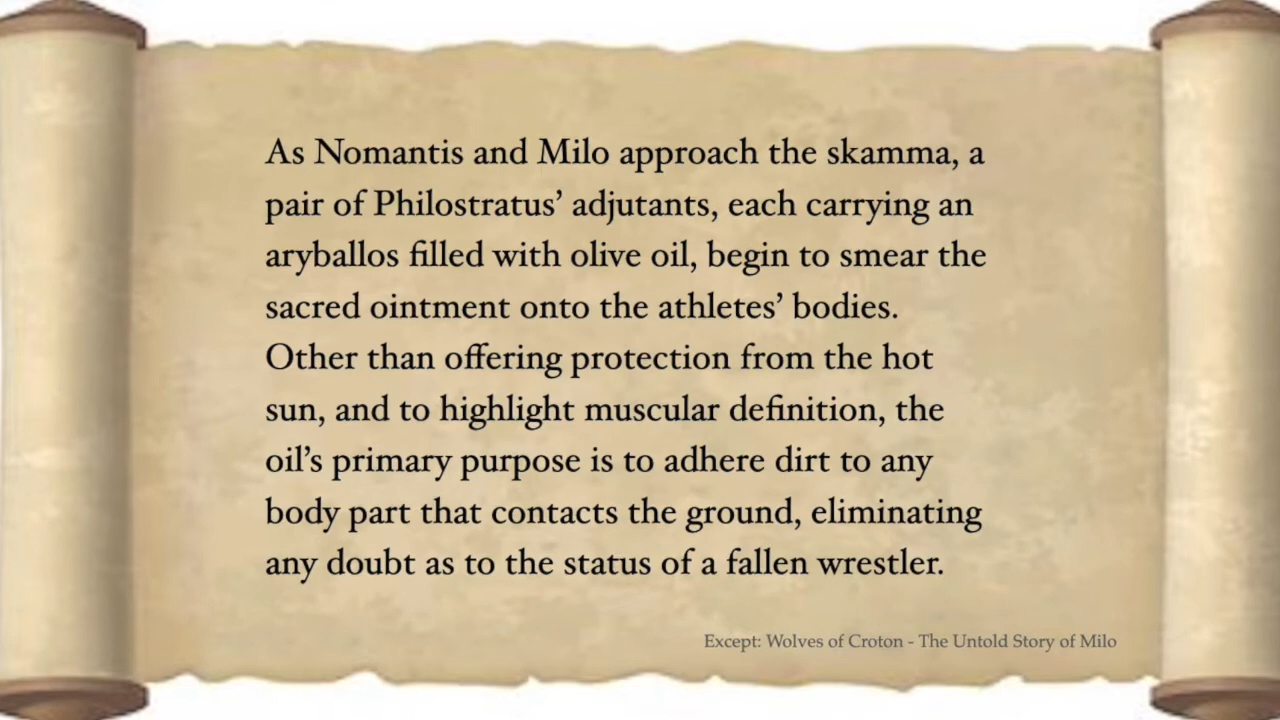 As Nomantis and Milo approach the skamma, a
pair of Philostratus’ adjutants, each carrying an
aryballos filled with olive oil, begin to smear the
sacred ointment onto the athletes’ bodies.
Other than offering protection from the hot
sun, and to highlight muscular definition, the
oil’s primary purpose is to adhere dirt to any
body part that contacts the ground, eliminating
any doubt as to the status of a fallen wrestler.
Except: Wolves of Croton - The Untold Story of Milo